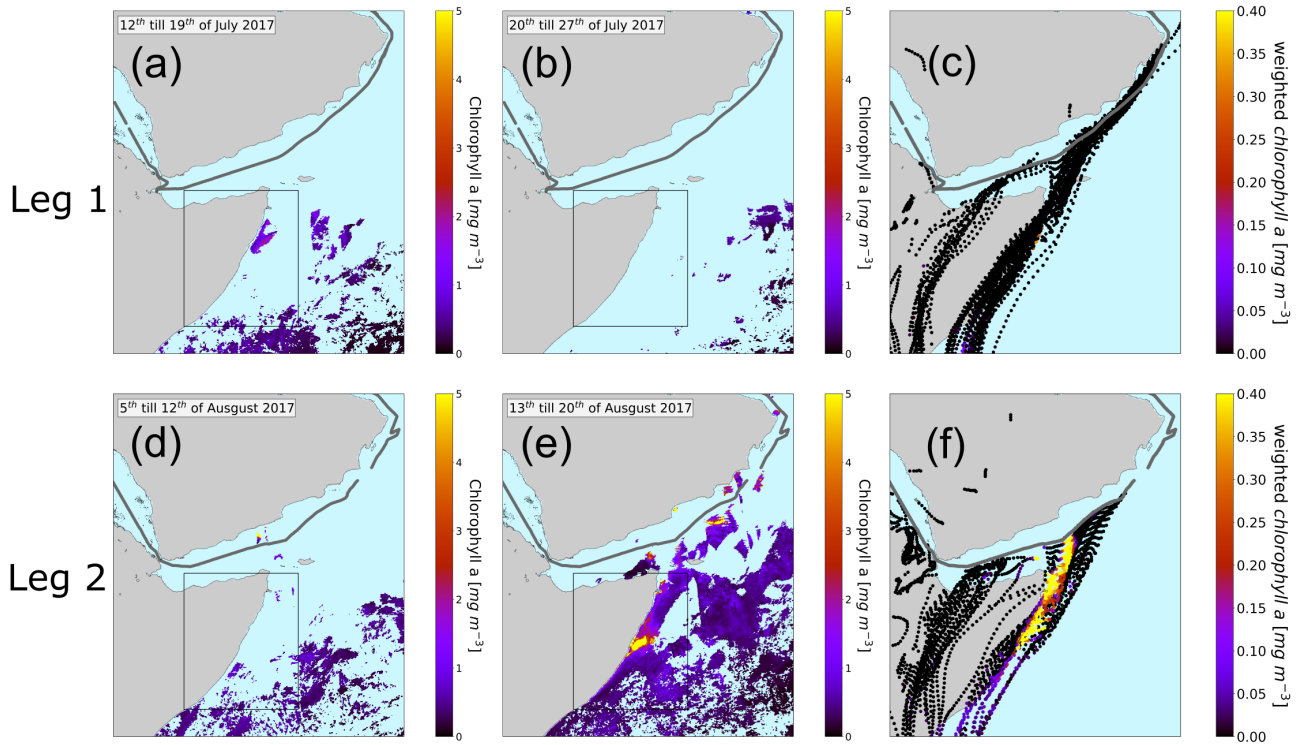 12th till 19th of July 2017
(a)
5
4
3
2
1
0
Chlorophyll a [mg m⁻³]
20th till 27th of July 2017
(b)
5
4
3
2
1
0
Chlorophyll a [mg m⁻³]
(c)
0.40
0.35
0.30
0.25
0.20
0.15
0.10
0.05
0.00
weighted chlorophyll a [mg m⁻³]
Leg 1
5th till 12th of Ausgust 2017
(d)
5
4
3
2
1
0
Chlorophyll a [mg m⁻³]
13th till 20th of Ausgust 2017
(e)
5
4
3
2
1
0
Chlorophyll a [mg m⁻³]
(f)
0.40
0.35
0.30
0.25
0.20
0.15
0.10
0.05
0.00
weighted chlorophyll a [mg m⁻³]
Leg 2